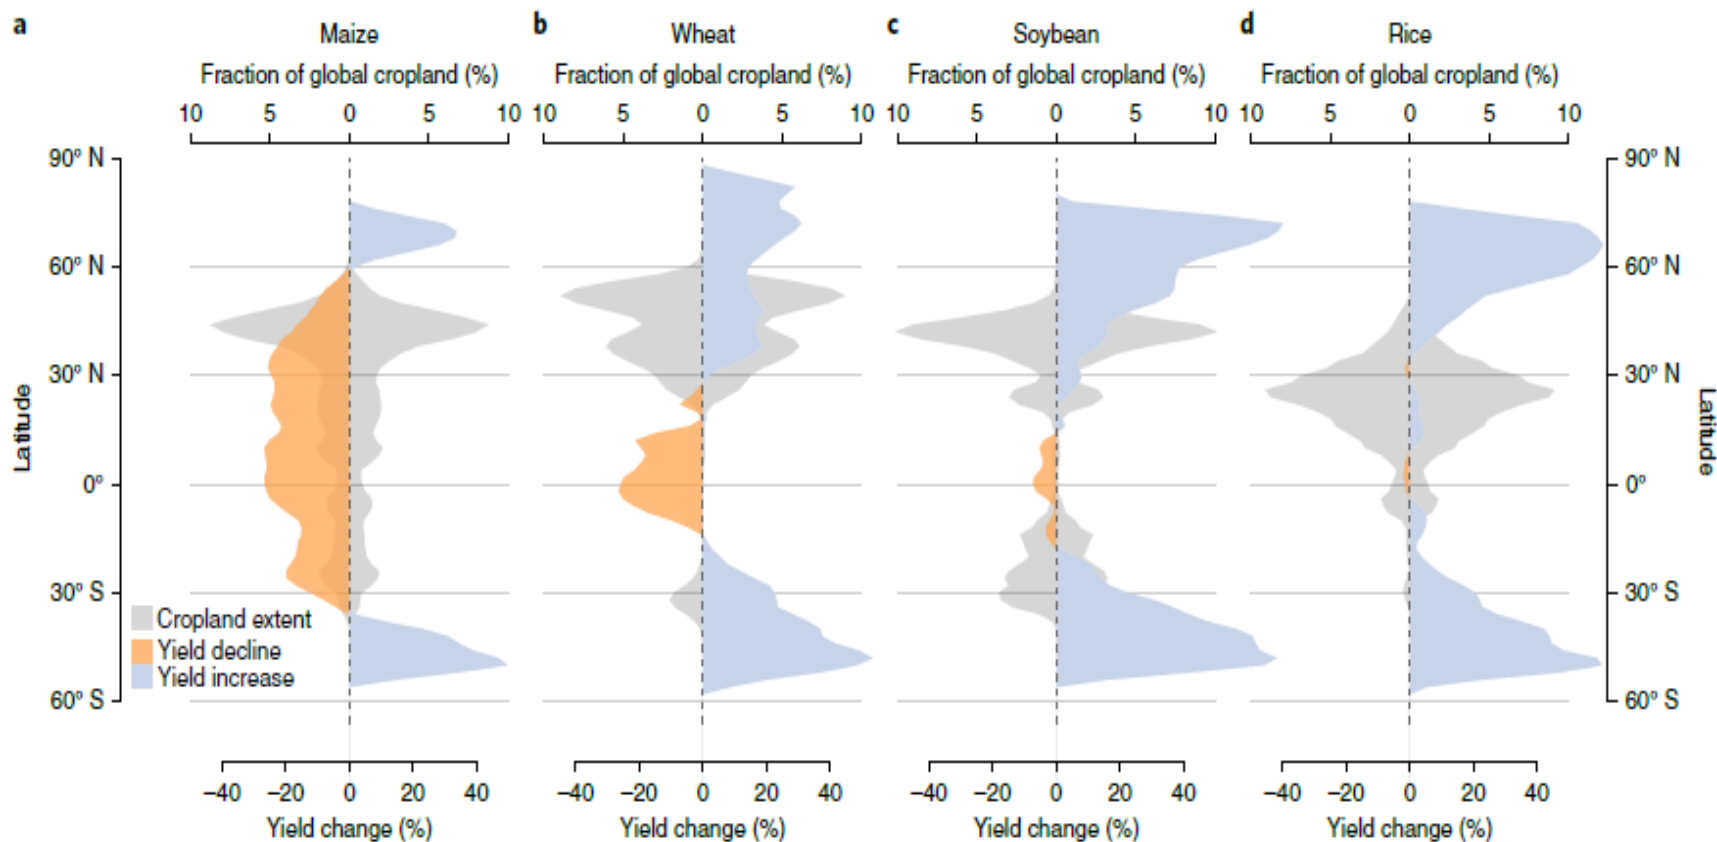 a Maize b Wheat c Soybean d Rice
Fraction of global cropland (%) Fraction of global cropland (%) Fraction of global cropland (%) Fraction of global cropland (%)
10 5 0 5 10 10 5 0 5 10 10 5 0 5 10 10 5 0 5 10
90° N 90° N
60° N 60° N
30° N 30° N
Latitude Latitude
0° 0°
30° S 30° S
Cropland extent
Yield decline
Yield increase
60° S 60° S
–40 –20 0 20 40 –40 –20 0 20 40 –40 –20 0 20 40 –40 –20 0 20 40
Yield change (%) Yield change (%) Yield change (%) Yield change (%)